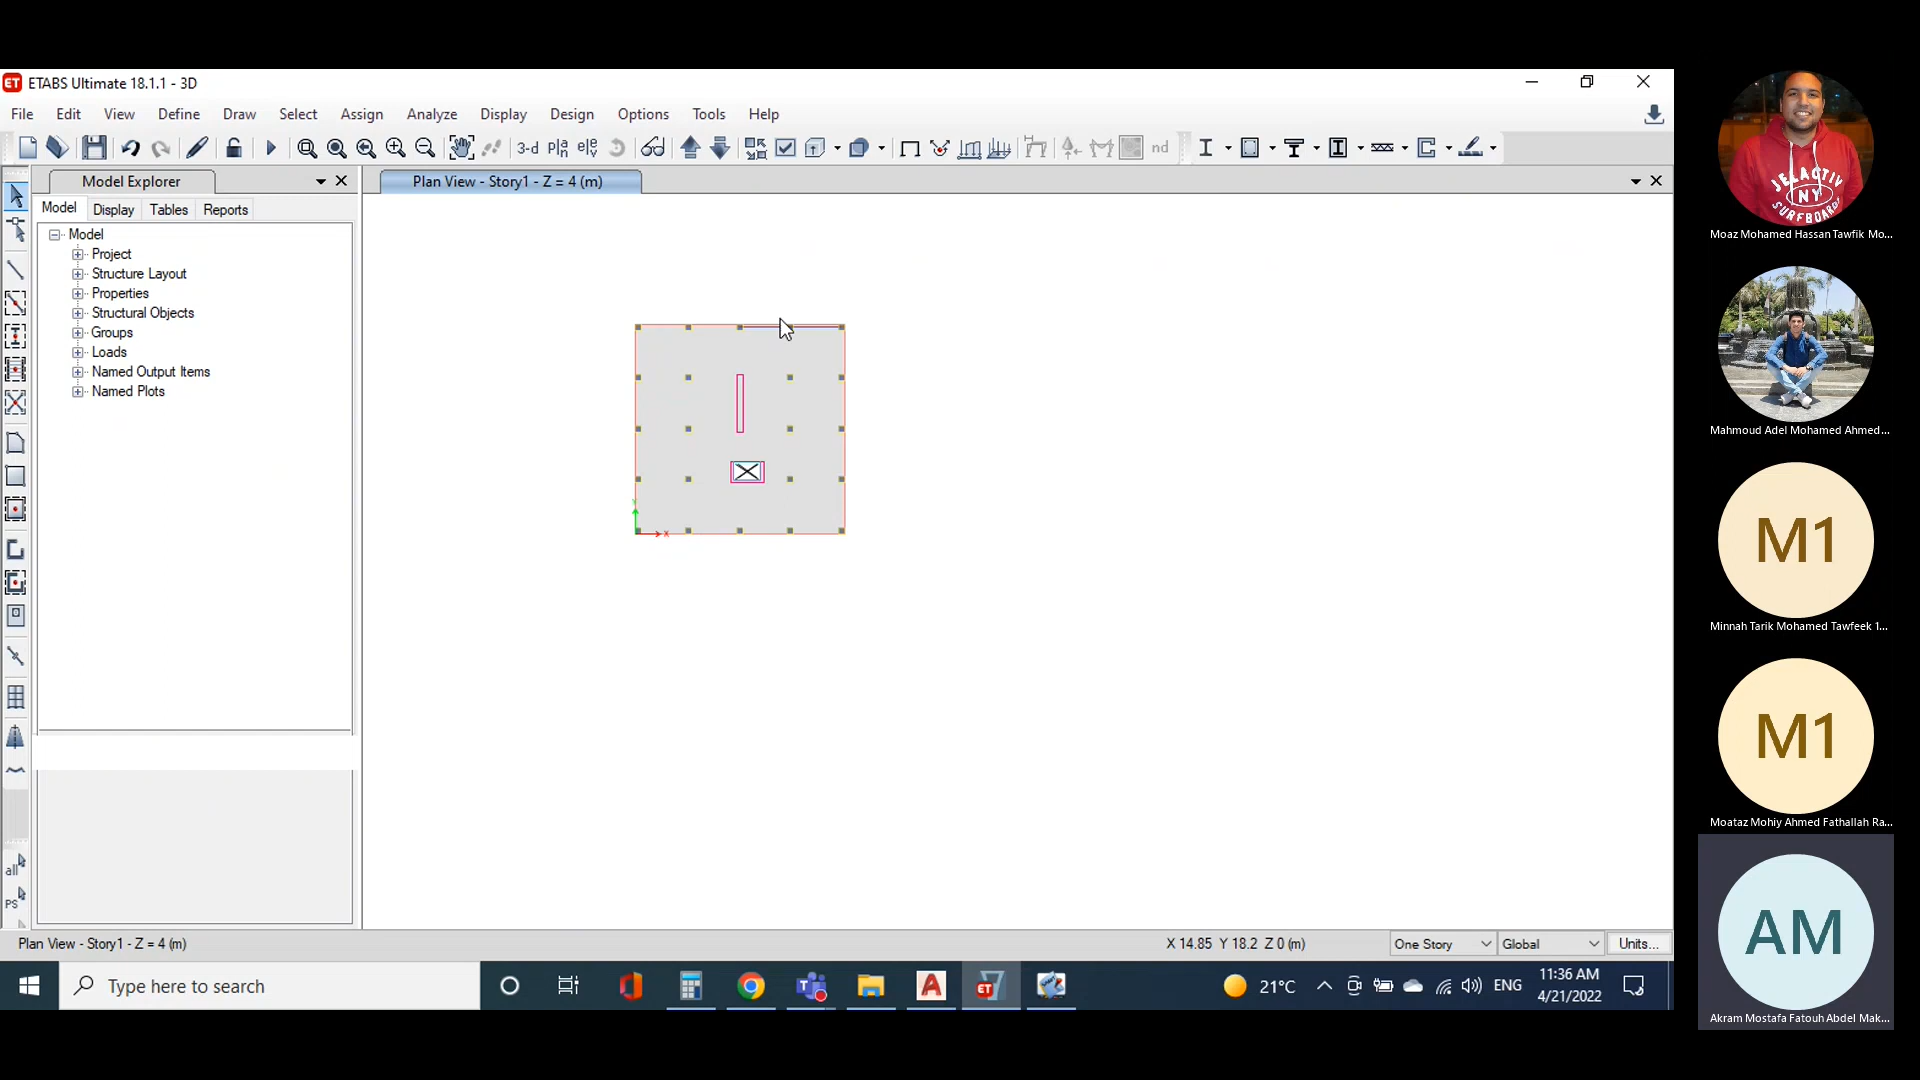 ETABS Ultimate 18.1.1 - 3D
File Edit View Define Draw Select Assign Analyze Display Design Options Tools Help
3-d nd
Model Explorer
Plan View - Story1 - Z = 4 (m)
Model Display Tables Reports
Model
Project
Structure Layout
Properties
Structural Objects
Groups
Loads
Named Output Items
Named Plots
Y
X
all
PS
Plan View - Story1 - Z = 4 (m)
X 14.85 Y 18.2 Z 0 (m)
One Story
Global
Units...
Type here to search
21°C
ENG
11:36 AM
4/21/2022
JELACTIV
NY
SURFBOARD
Moaz Mohamed Hassan Tawfik Mo...
Mahmoud Adel Mohamed Ahmed...
M1
Minnah Tarik Mohamed Tawfeek 1...
M1
Moataz Mohiy Ahmed Fathallah Ra...
AM
Akram Mostafa Fatouh Abdel Mak...